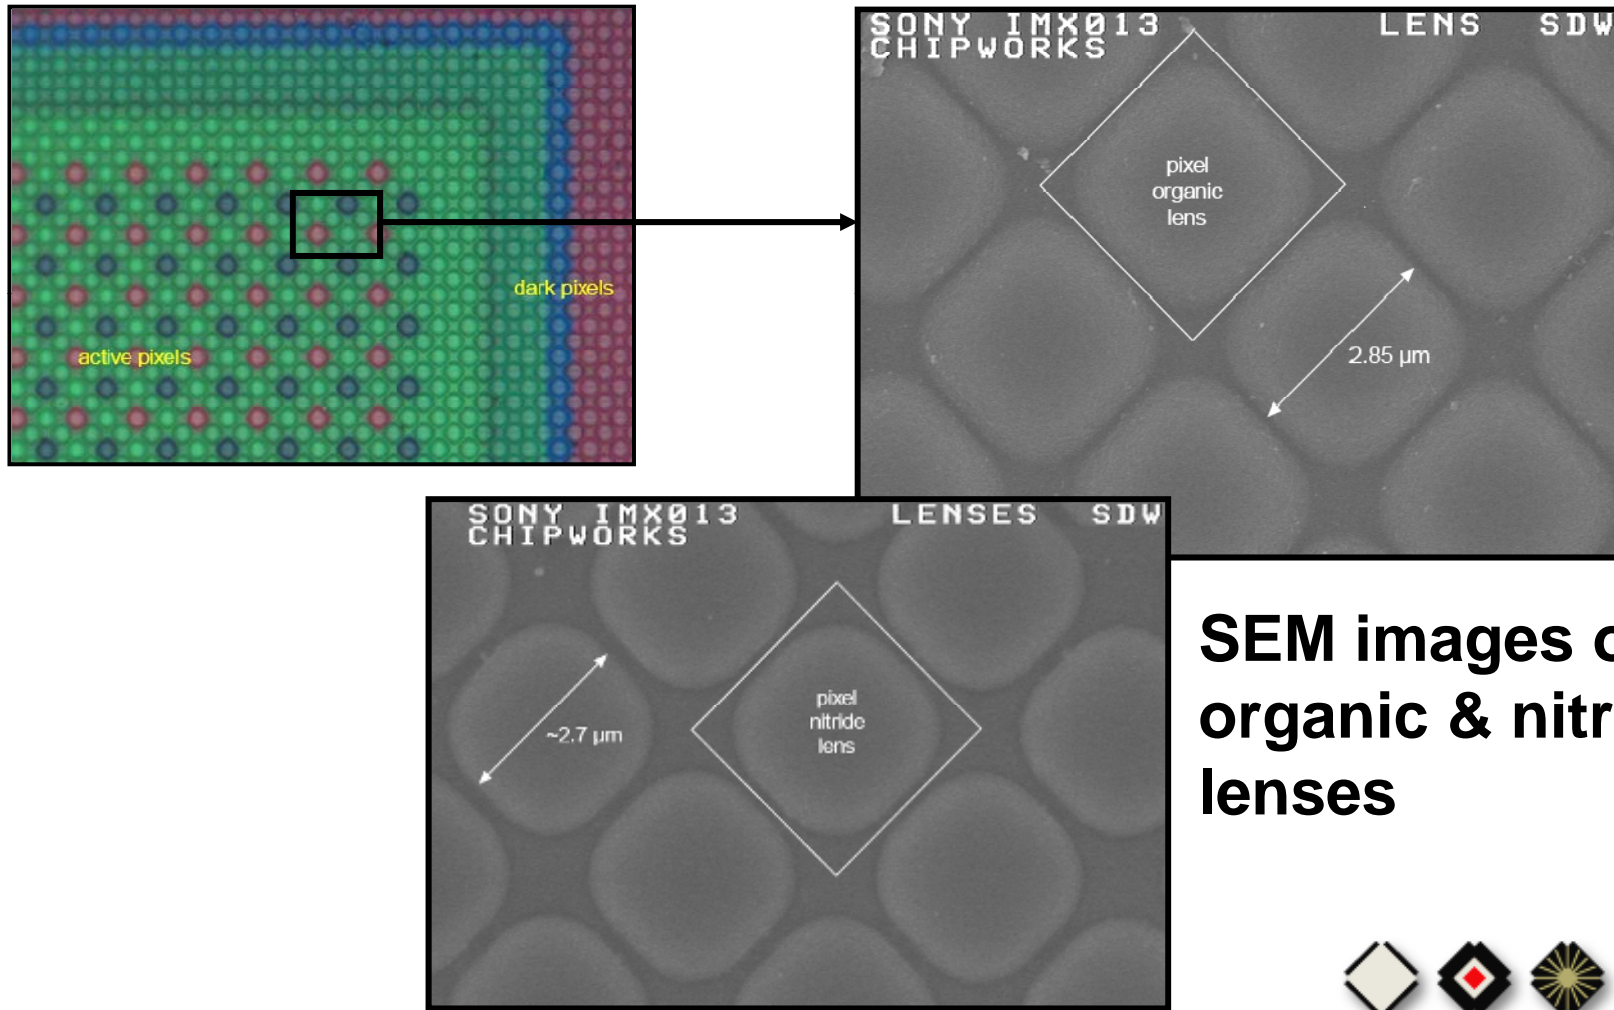 active pixels
dark pixels
SONY IMX013 LENS SDW
CHIPWORKS
pixel
organic
lens
2.85 µm
SONY IMX013 LENSES SDW
CHIPWORKS
~2.7 µm
pixel
nitride
lens
SEM images
organic & nitr
lenses